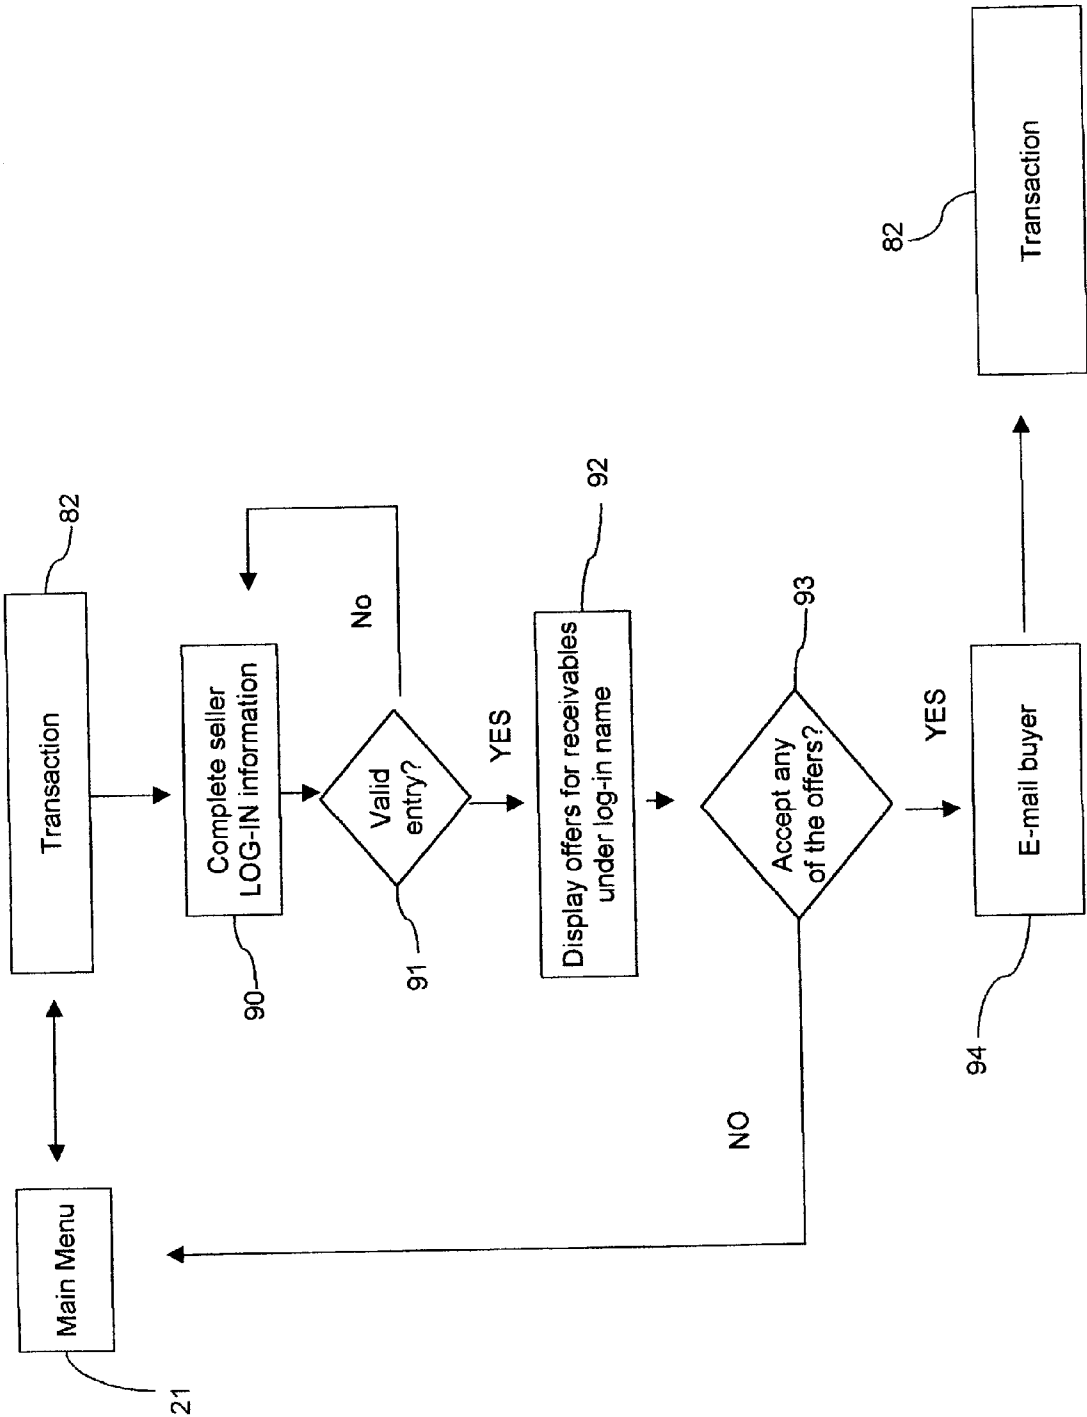 Main Menu
21
Transaction
82
Complete seller
LOG-IN information
90
No
Valid
entry?
91
YES
Display offers for receivables
under log-in name
92
Accept any
of the offers?
93
NO
YES
E-mail buyer
94
Transaction
82